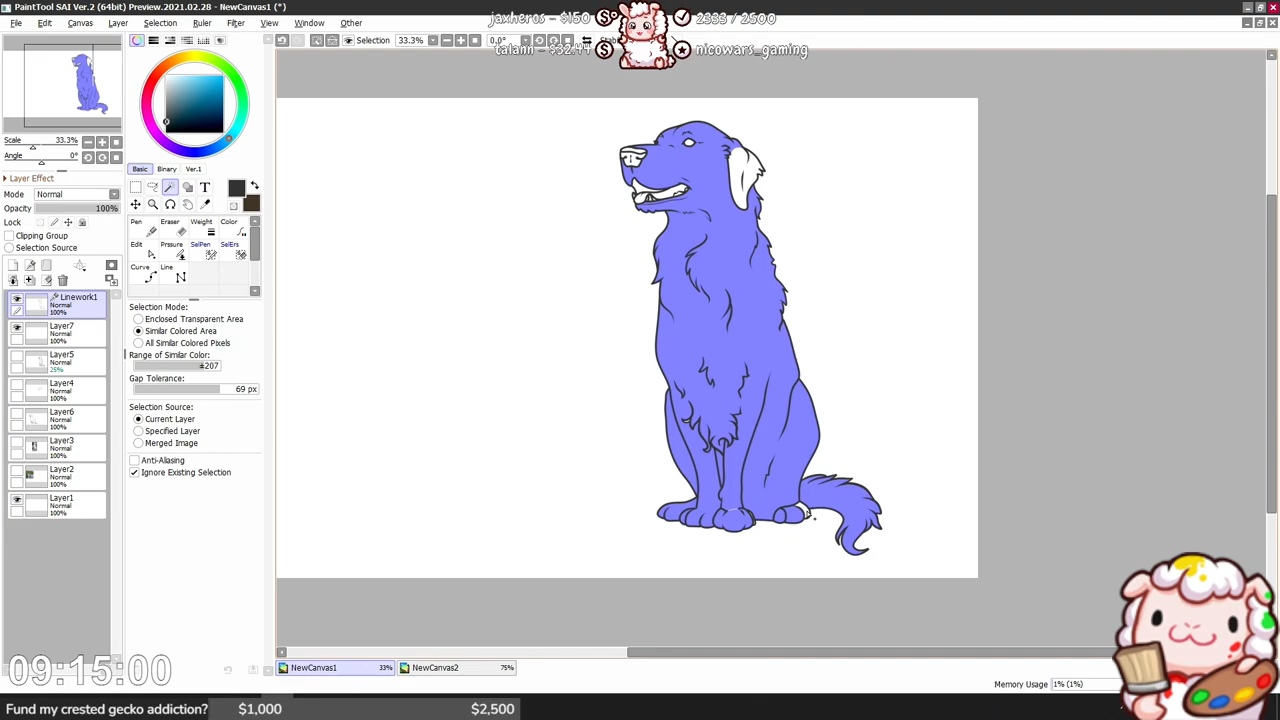 PaintTool SAI Ver.2 (64bit) Preview.2021.02.28 - NewCanvas1 (*)
File Edit Canvas Layer Selection Ruler Filter View Window Other
jaxheros – $150 2333 / 2500
talann – $32.44 nicowars_gaming
Selection 33.3% 0.0°
Scale 33.3%
Angle 0°
Layer Effect
Mode Normal
Opacity 100%
Lock
Clipping Group
Selection Source
Linework1
Normal
100%
Layer7
Normal
100%
Layer5
Normal
25%
Layer4
Normal
100%
Layer6
Normal
100%
Layer3
Normal
100%
Layer2
Normal
100%
Layer1
Normal
100%
Basic Binary Ver.1
T
Pen Eraser Weight Color
Edit Prssure SelPen SelErs
Curve Line
Selection Mode:
Enclosed Transparent Area
Similar Colored Area
All Similar Colored Pixels
Range of Similar Color:
±207
Gap Tolerance:
69 px
Selection Source:
Current Layer
Specified Layer
Merged Image
Anti-Aliasing
Ignore Existing Selection
NewCanvas1 33% NewCanvas2 75%
Memory Usage 1% (1%)
09:15:00
Fund my crested gecko addiction? $1,000 $2,500